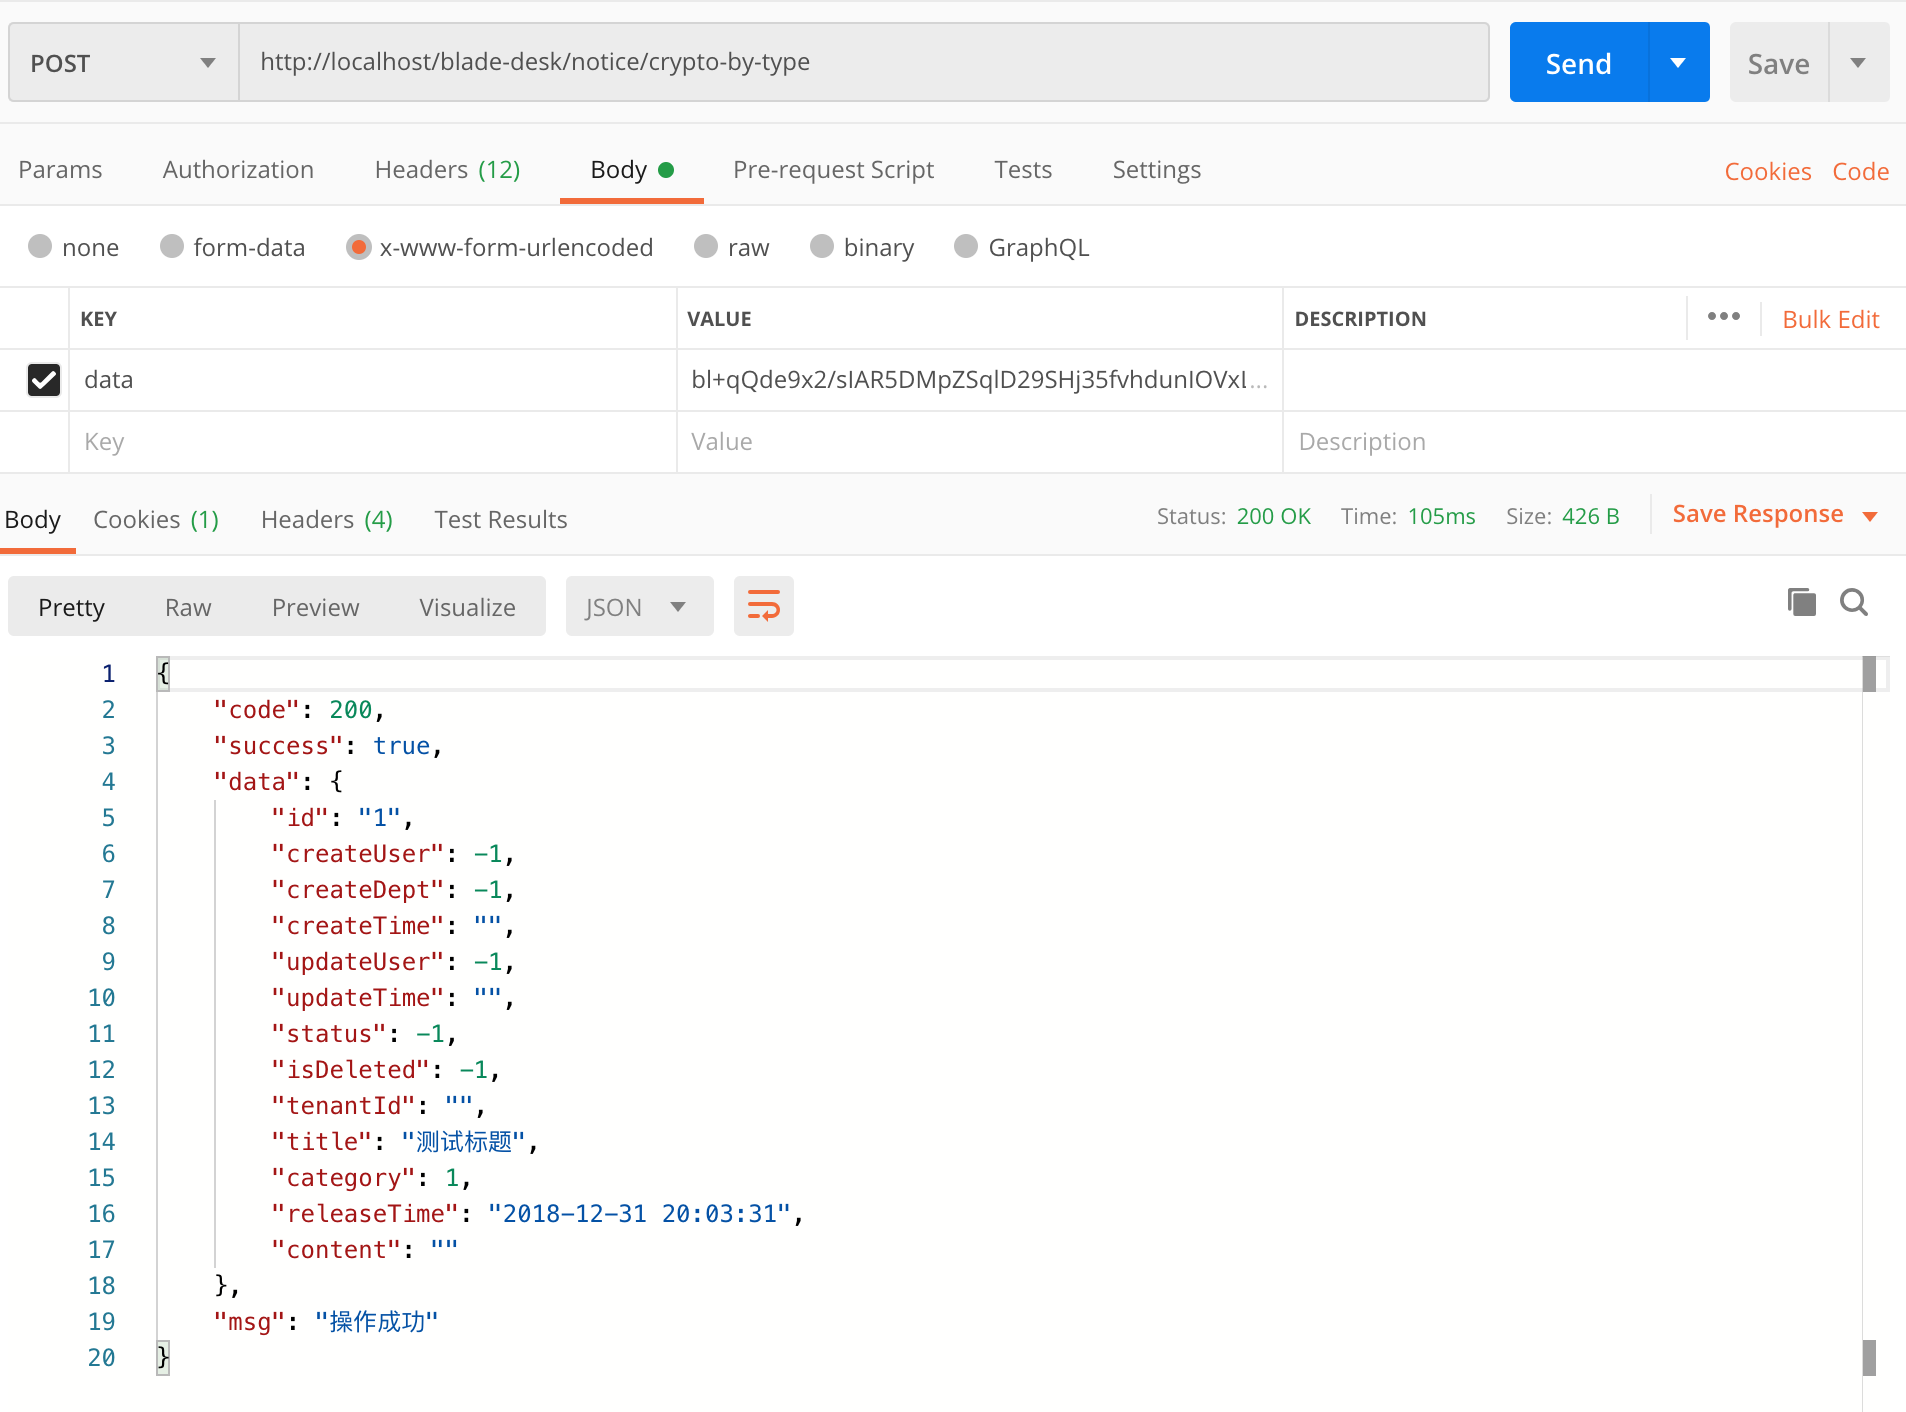 POST http://localhost/blade-desk/notice/crypto-by-type Send Save
Params Authorization Headers (12) Body Pre-request Script Tests Settings Cookies Code
none form-data x-www-form-urlencoded raw binary GraphQL
KEY VALUE DESCRIPTION ••• Bulk Edit
data bl+qQde9x2/sIAR5DMpZSqlD29SHj35fvhdunIOVxL...
Key Value Description
Body Cookies (1) Headers (4) Test Results Status: 200 OK Time: 105ms Size: 426 B Save Response
Pretty Raw Preview Visualize JSON
1 {
2 "code": 200,
3 "success": true,
4 "data": {
5 "id": "1",
6 "createUser": -1,
7 "createDept": -1,
8 "createTime": "",
9 "updateUser": -1,
10 "updateTime": "",
11 "status": -1,
12 "isDeleted": -1,
13 "tenantId": "",
14 "title": "测试标题",
15 "category": 1,
16 "releaseTime": "2018-12-31 20:03:31",
17 "content": ""
18 },
19 "msg": "操作成功"
20 }